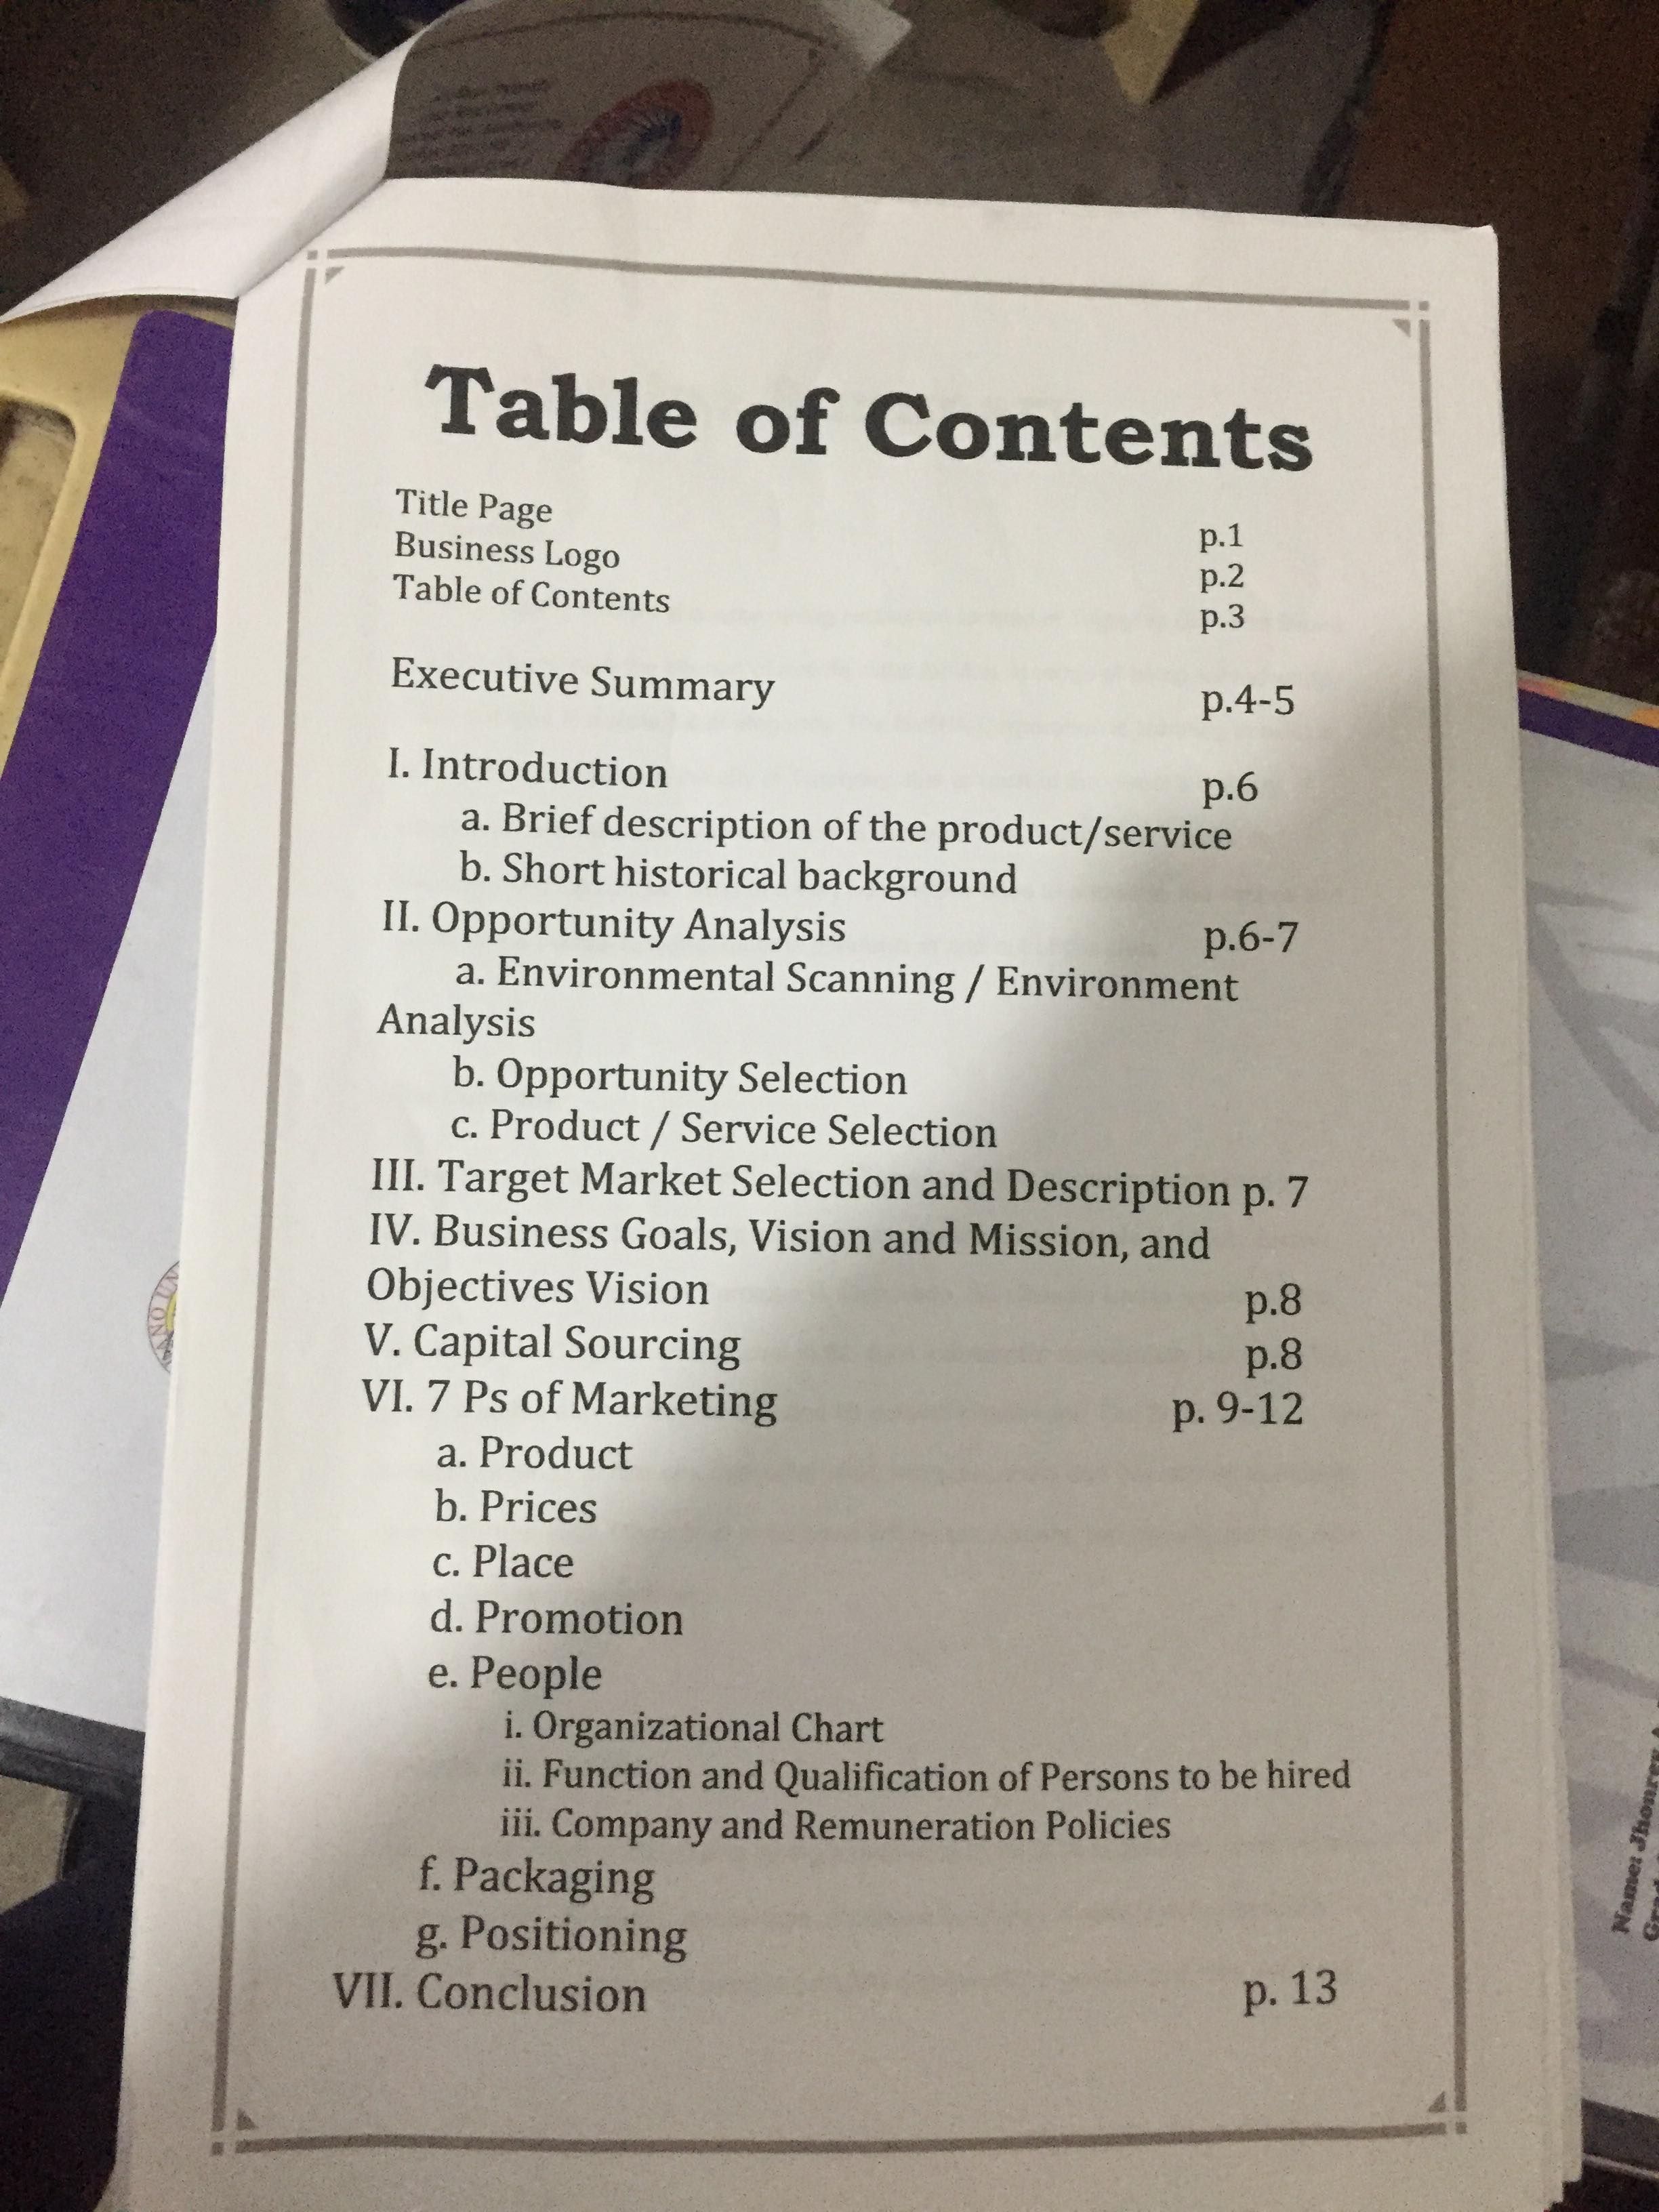 Table of Contents
Title Page p.1
Business Logo p.2
Table of Contents p.3
Executive Summary p.4-5
I. Introduction p.6
a. Brief description of the product/service
b. Short historical background
II. Opportunity Analysis p.6-7
a. Environmental Scanning / Environment
Analysis
b. Opportunity Selection
c. Product / Service Selection
III. Target Market Selection and Description p. 7
IV. Business Goals, Vision and Mission, and
Objectives Vision p.8
V. Capital Sourcing p.8
VI. 7 Ps of Marketing p. 9-12
a. Product
b. Prices
c. Place
d. Promotion
e. People
i. Organizational Chart
ii. Function and Qualification of Persons to be hired
iii. Company and Remuneration Policies
f. Packaging
g. Positioning
VII. Conclusion p. 13
Name: